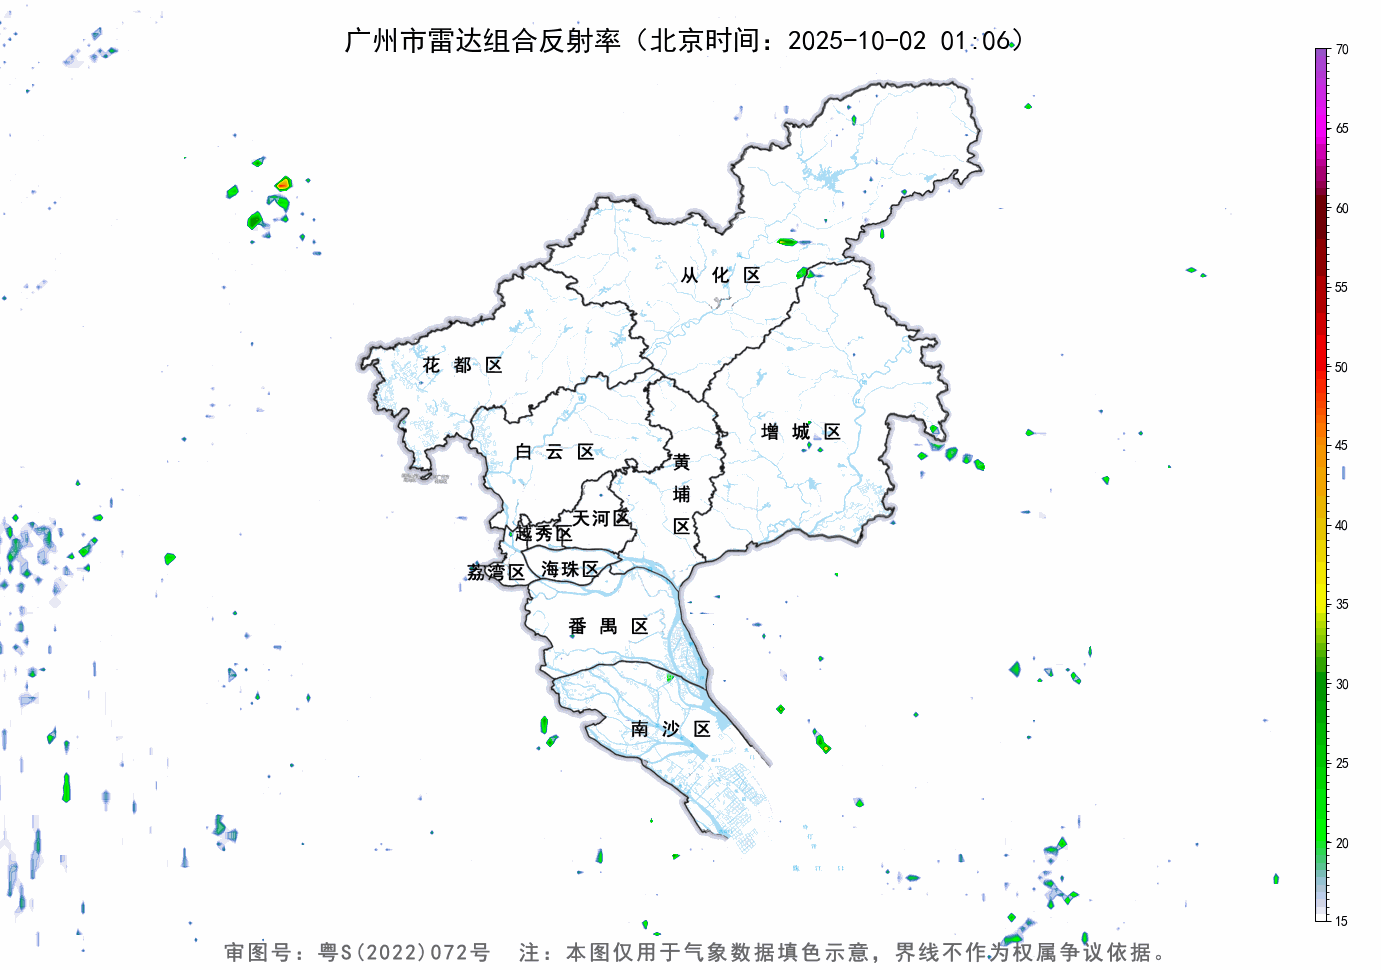 广州市雷达组合反射率（北京时间：2025-10-02 01:06）
70
65
60
55
50
45
40
35
30
25
20
15
从化区
花都区
增城区
白云区
黄埔区
天河区
越秀区
荔湾区
海珠区
番禺区
南沙区
审图号：粤S(2022)072号 注：本图仅用于气象数据填色示意，界线不作为权属争议依据。